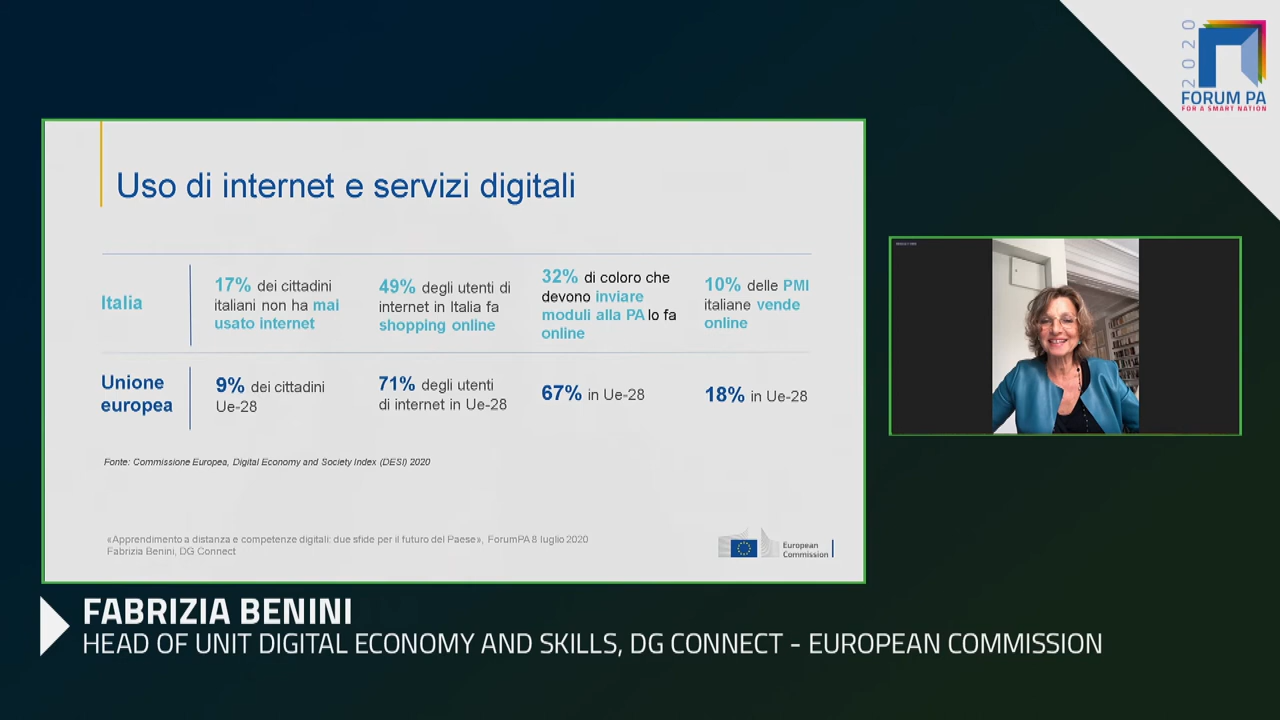 2020
FORUM PA
FOR A SMART NATION
Uso di internet e servizi digitali
Italia
17% dei cittadini
italiani non ha mai
usato internet
49% degli utenti di
internet in Italia fa
shopping online
32% di coloro che
devono inviare
moduli alla PA lo fa
online
10% delle PMI
italiane vende
online
Unione
europea
9% dei cittadini
Ue-28
71% degli utenti
di internet in Ue-28
67% in Ue-28
18% in Ue-28
Fonte: Commissione Europea, Digital Economy and Society Index (DESI) 2020
«Apprendimento a distanza e competenze digitali: due sfide per il futuro del Paese», ForumPA 8 luglio 2020
Fabrizia Benini, DG Connect
European
Commission
FABRIZIA BENINI
HEAD OF UNIT DIGITAL ECONOMY AND SKILLS, DG CONNECT - EUROPEAN COMMISSION